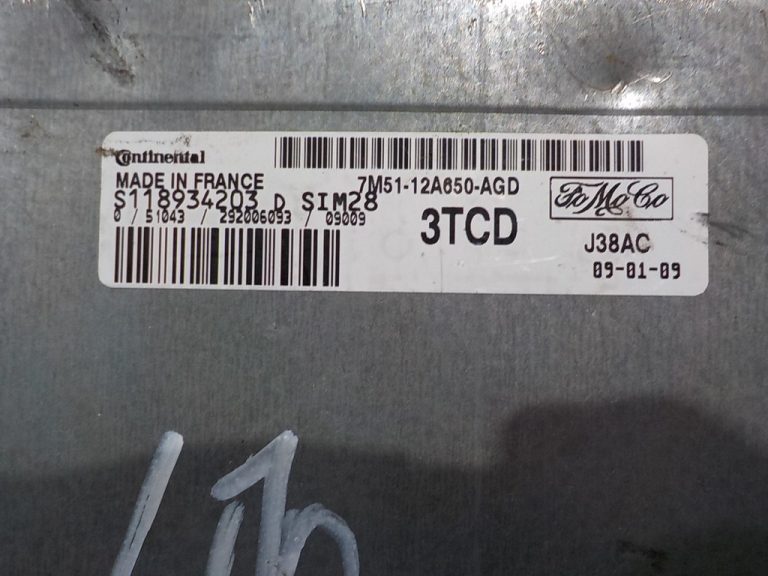 Continental
MADE IN FRANCE
7M51-12A650-AGD
S118934203 D SIM28
0 / 51043 / 292006093 / 09009
3TCD
FoMoCo
J38AC
09-01-09